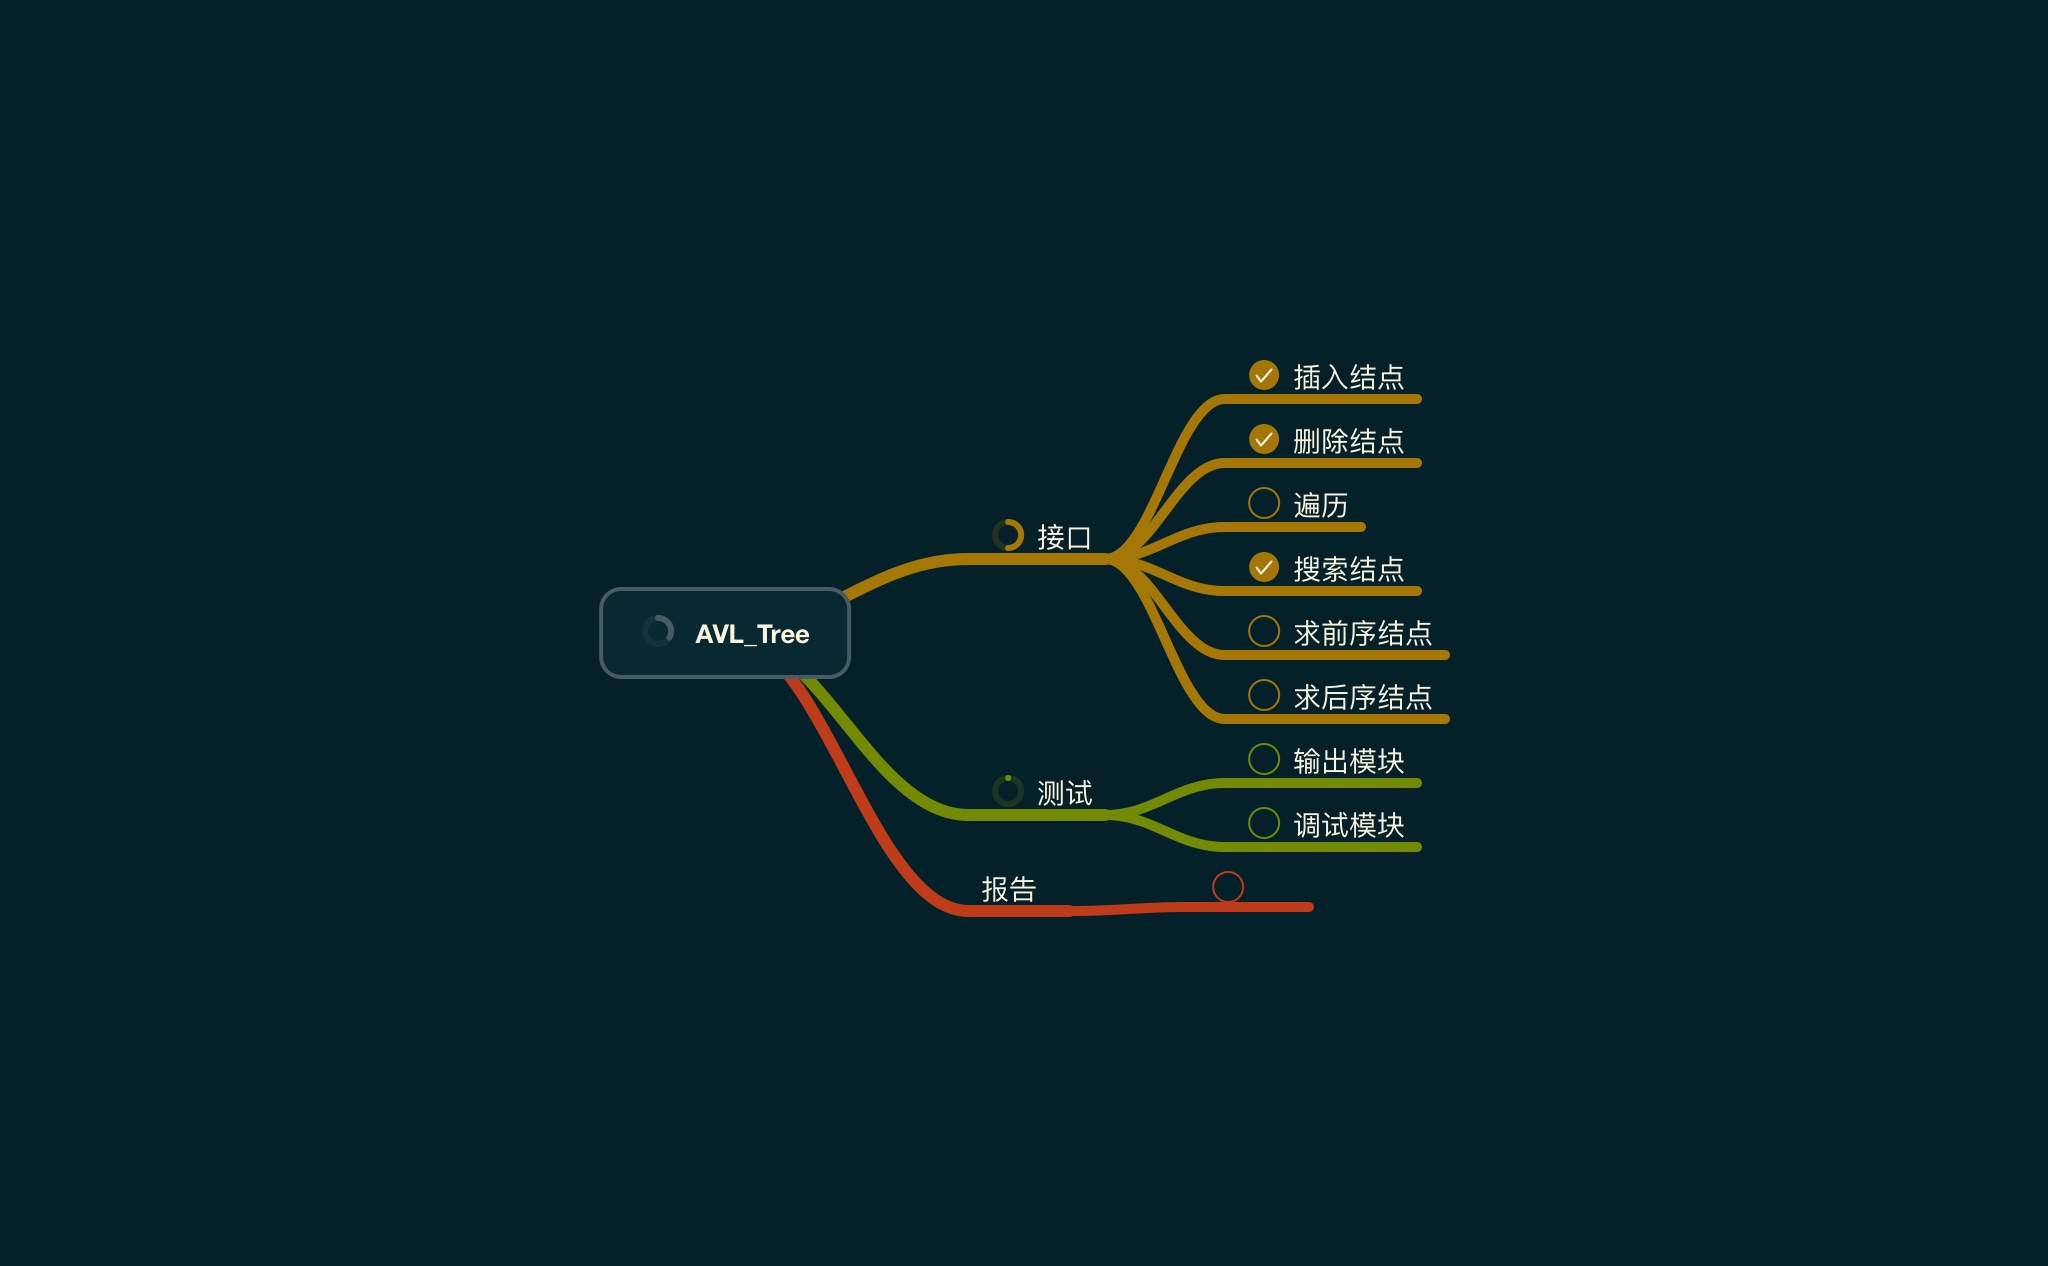 AVL_Tree
接口
插入结点
删除结点
遍历
搜索结点
求前序结点
求后序结点
测试
输出模块
调试模块
报告